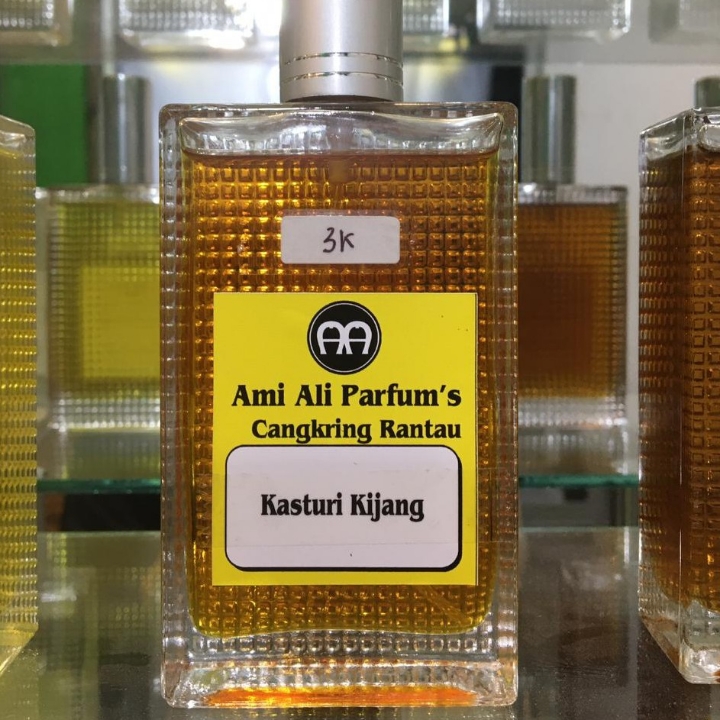 3K
AA
Ami Ali Parfum's
Cangkring Rantau
Kasturi Kijang